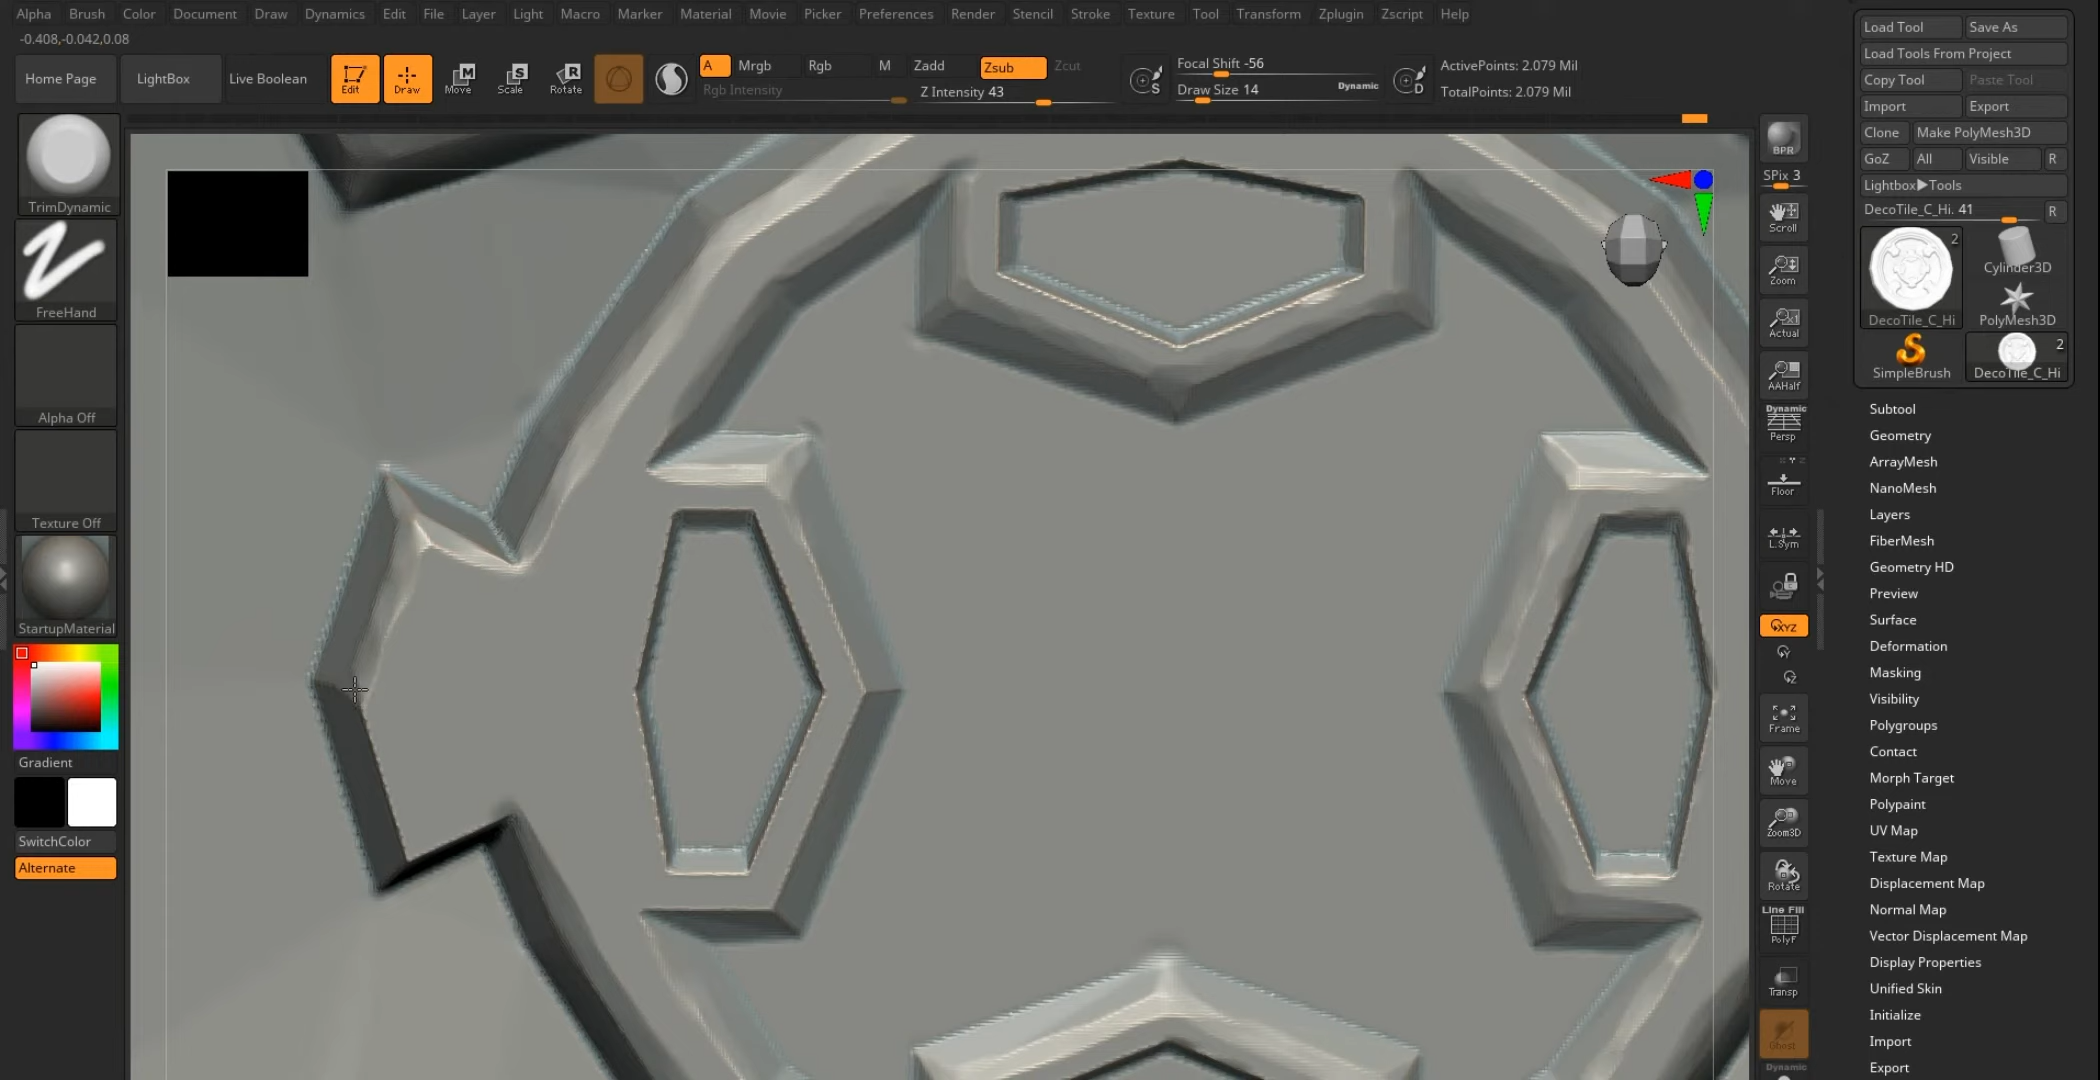 Alpha Brush Color Document Draw Dynamics Edit File Layer Light Macro Marker Material Movie Picker Preferences Render Stencil Stroke Texture Tool Transform Zplugin Zscript Help
-0.408,-0.042,0.08
Home Page LightBox Live Boolean Edit Draw Move Scale Rotate
M S R
A Mrgb Rgb M Zadd Zsub Zcut
Rgb Intensity Z Intensity 43
S
Focal Shift -56
Draw Size 14 Dynamic
D
ActivePoints: 2.079 Mil
TotalPoints: 2.079 Mil
TrimDynamic
FreeHand
Alpha Off
Texture Off
StartupMaterial
Gradient
SwitchColor
Alternate
BPR
SPix 3
Scroll
Zoom
Actual
AAHalf
Dynamic
Persp
Floor
L.Sym
XYZ
Y
Z
Frame
Move
Zoom3D
Rotate
Line Fill
PolyF
Transp
Ghost
Dynamic
Load Tool Save As
Load Tools From Project
Copy Tool Paste Tool
Import Export
Clone Make PolyMesh3D
GoZ All Visible R
Lightbox▶Tools
DecoTile_C_Hi. 41 R
2
Cylinder3D
DecoTile_C_Hi PolyMesh3D
2
SimpleBrush DecoTile_C_Hi
Subtool
Geometry
ArrayMesh
NanoMesh
Layers
FiberMesh
Geometry HD
Preview
Surface
Deformation
Masking
Visibility
Polygroups
Contact
Morph Target
Polypaint
UV Map
Texture Map
Displacement Map
Normal Map
Vector Displacement Map
Display Properties
Unified Skin
Initialize
Import
Export